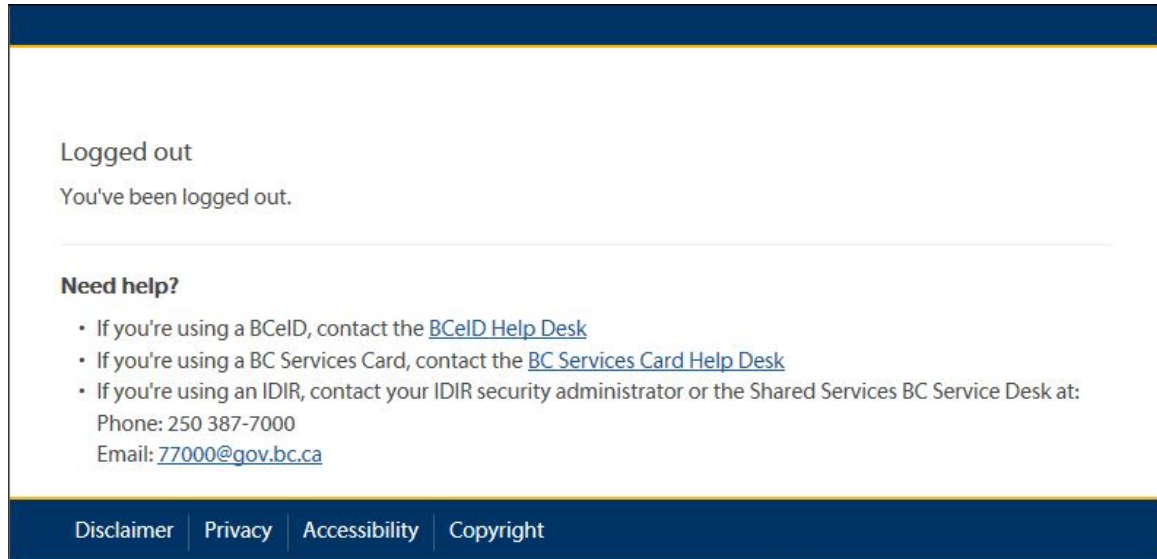 Logged out
You've been logged out.
Need help?
• If you're using a BCeID, contact the BCeID Help Desk
• If you're using a BC Services Card, contact the BC Services Card Help Desk
• If you're using an IDIR, contact your IDIR security administrator or the Shared Services BC Service Desk at:
Phone: 250 387-7000
Email: 77000@gov.bc.ca
Disclaimer Privacy Accessibility Copyright